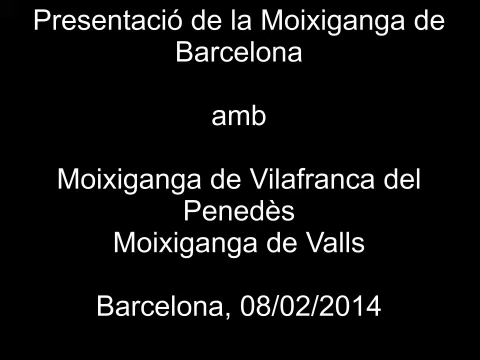 Presentació de la Moixiganga de
Barcelona
amb
Moixiganga de Vilafranca del
Penedès
Moixiganga de Valls
Barcelona, 08/02/2014